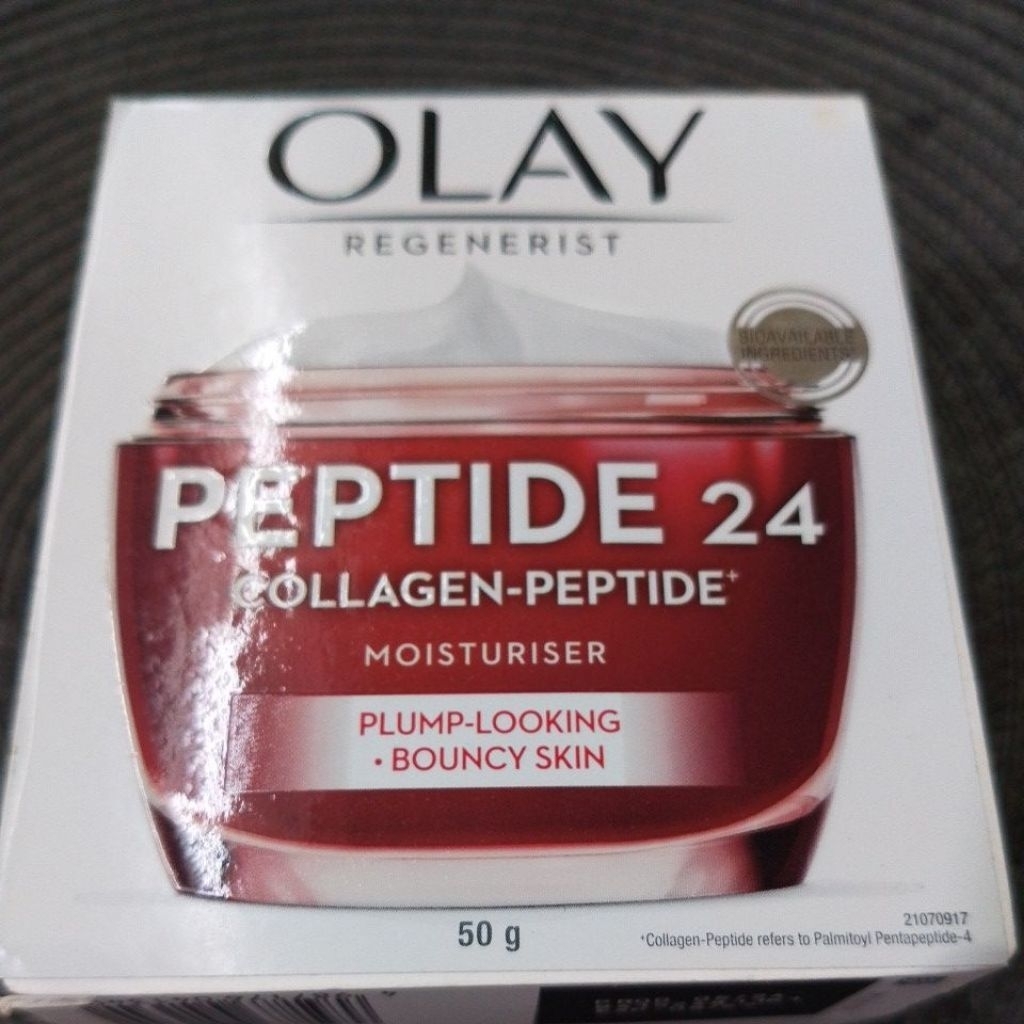 OLAY
REGENERIST
BIOAVAILABLE
INGREDIENTS
PEPTIDE 24
COLLAGEN-PEPTIDE⁺
MOISTURISER
PLUMP-LOOKING
• BOUNCY SKIN
50 g
21070917
⁺Collagen-Peptide refers to Palmitoyl Pentapeptide-4